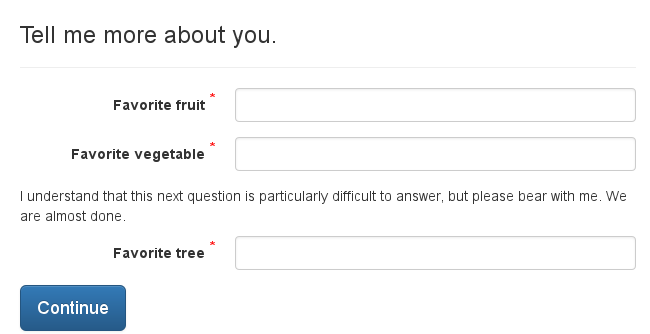 Tell me more about you.
Favorite fruit *
Favorite vegetable *
I understand that this next question is particularly difficult to answer, but please bear with me. We
are almost done.
Favorite tree *
Continue